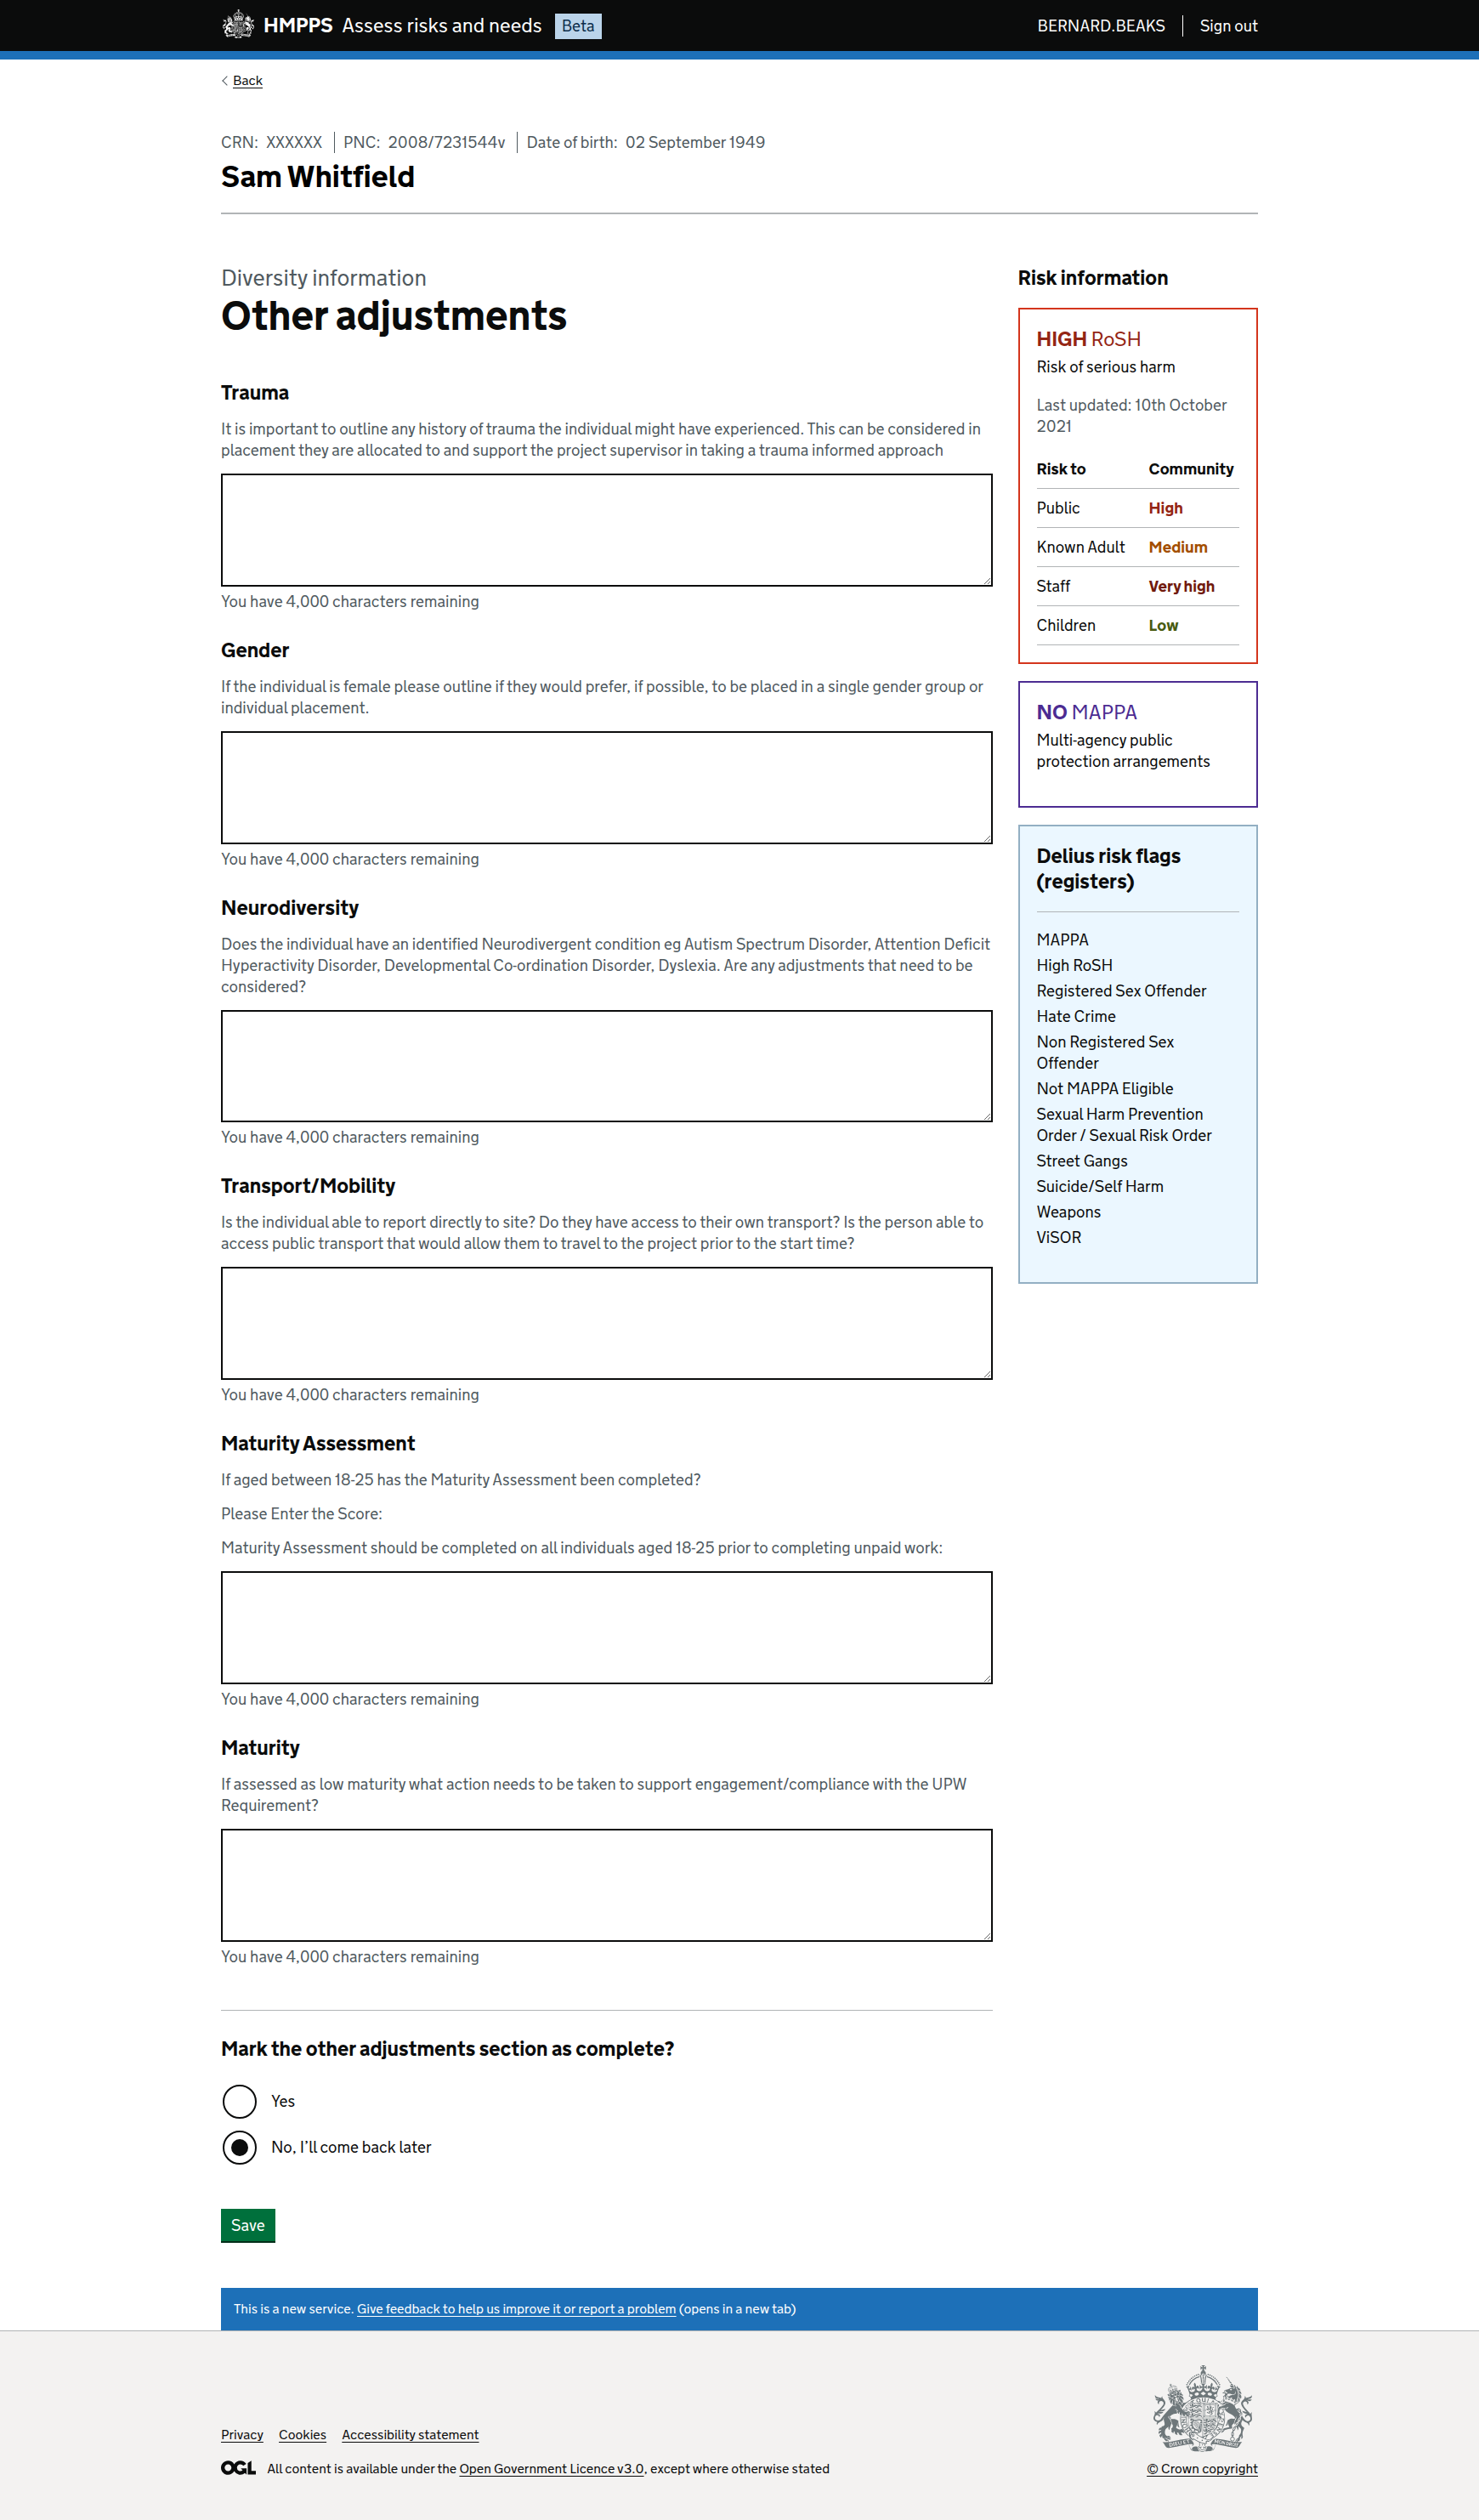 HMPPS Assess risks and needs Beta
BERNARD.BEAKS Sign out
Back
CRN: XXXXXX PNC: 2008/7231544v Date of birth: 02 September 1949
Sam Whitfield
Diversity information
Other adjustments
Trauma
It is important to outline any history of trauma the individual might have experienced. This can be considered in
placement they are allocated to and support the project supervisor in taking a trauma informed approach
You have 4,000 characters remaining
Gender
If the individual is female please outline if they would prefer, if possible, to be placed in a single gender group or
individual placement.
You have 4,000 characters remaining
Neurodiversity
Does the individual have an identified Neurodivergent condition eg Autism Spectrum Disorder, Attention Deficit
Hyperactivity Disorder, Developmental Co-ordination Disorder, Dyslexia. Are any adjustments that need to be
considered?
You have 4,000 characters remaining
Transport/Mobility
Is the individual able to report directly to site? Do they have access to their own transport? Is the person able to
access public transport that would allow them to travel to the project prior to the start time?
You have 4,000 characters remaining
Maturity Assessment
If aged between 18-25 has the Maturity Assessment been completed?
Please Enter the Score:
Maturity Assessment should be completed on all individuals aged 18-25 prior to completing unpaid work:
You have 4,000 characters remaining
Maturity
If assessed as low maturity what action needs to be taken to support engagement/compliance with the UPW
Requirement?
You have 4,000 characters remaining
Mark the other adjustments section as complete?
Yes
No, I'll come back later
Save
Risk information
HIGH RoSH
Risk of serious harm
Last updated: 10th October
2021
Risk to Community
Public High
Known Adult Medium
Staff Very high
Children Low
NO MAPPA
Multi-agency public
protection arrangements
Delius risk flags
(registers)
MAPPA
High RoSH
Registered Sex Offender
Hate Crime
Non Registered Sex
Offender
Not MAPPA Eligible
Sexual Harm Prevention
Order / Sexual Risk Order
Street Gangs
Suicide/Self Harm
Weapons
ViSOR
This is a new service. Give feedback to help us improve it or report a problem (opens in a new tab)
Privacy Cookies Accessibility statement
OGL All content is available under the Open Government Licence v3.0, except where otherwise stated
© Crown copyright